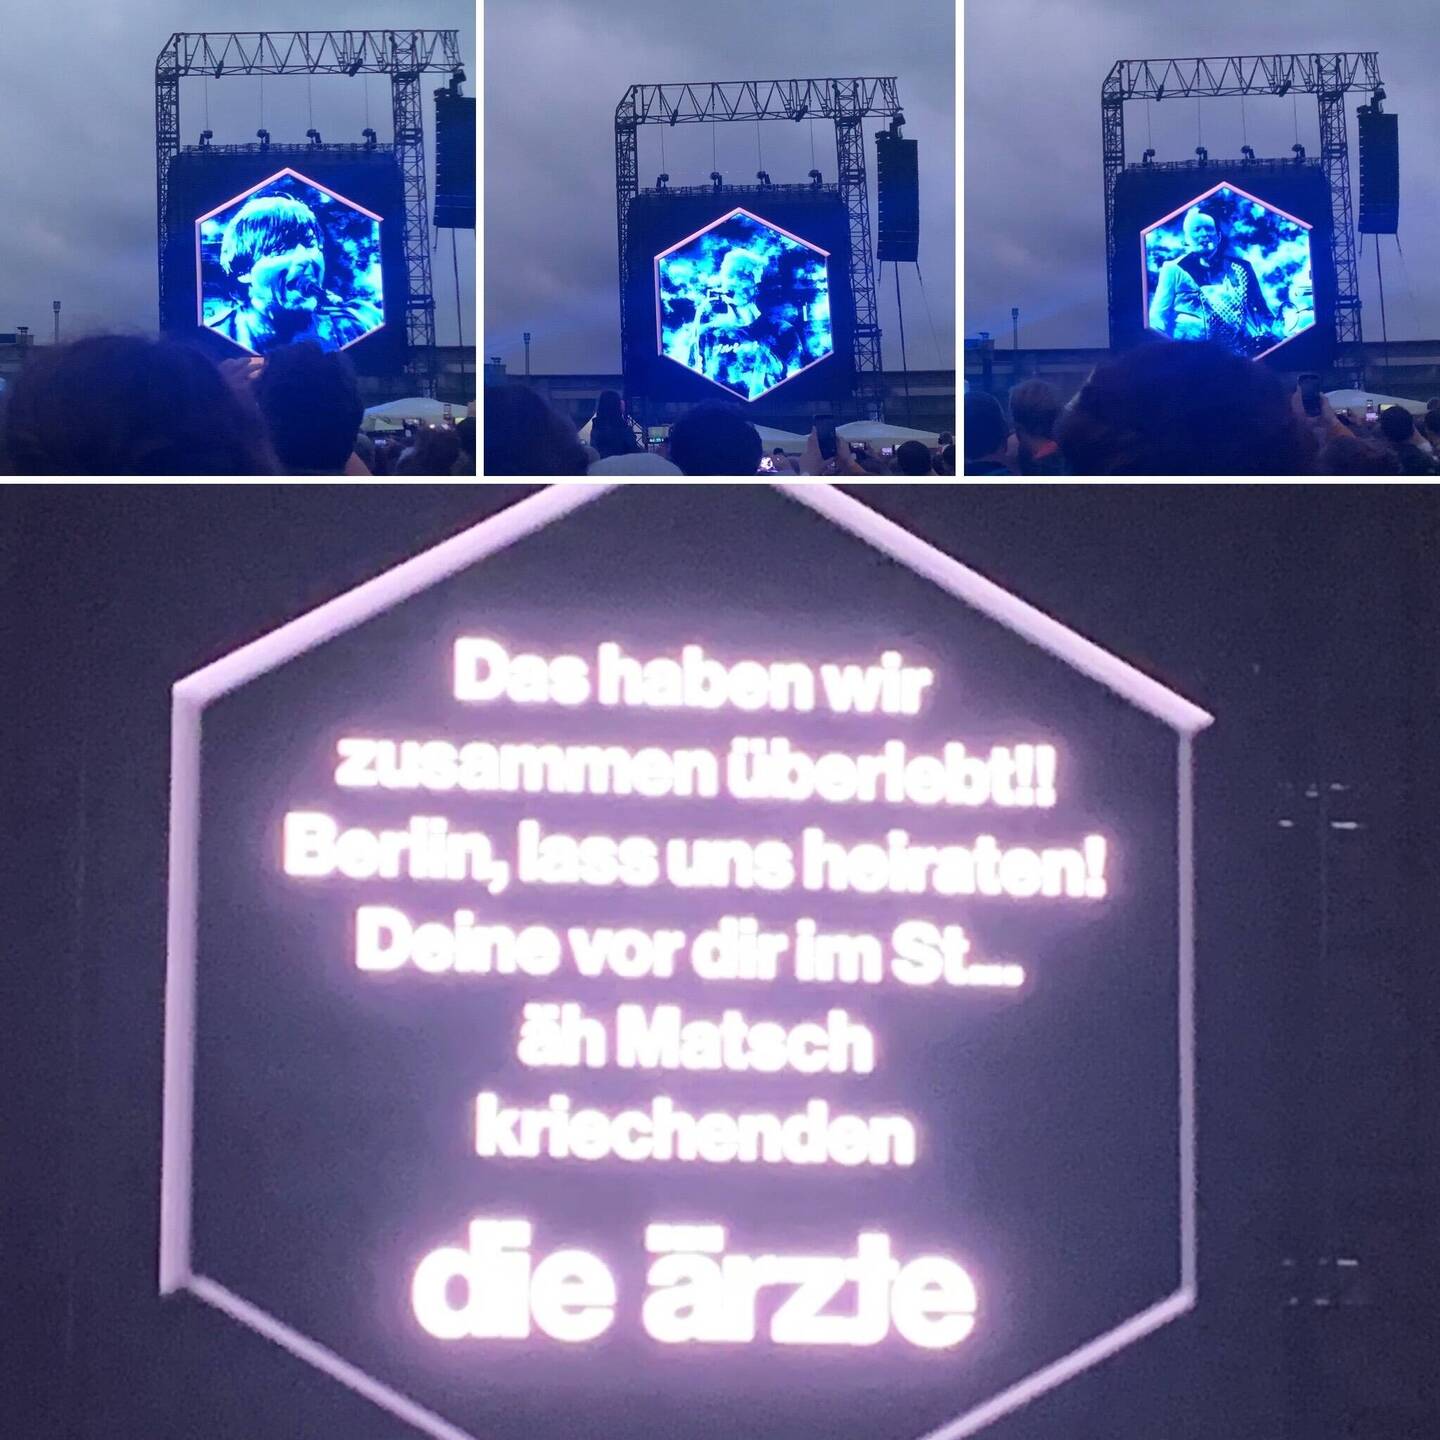 Das haben wir
zusammen überlebt!!
Berlin, lass uns heiraten!
Deine vor dir im St...
äh Matsch
kriechenden
die ärzte